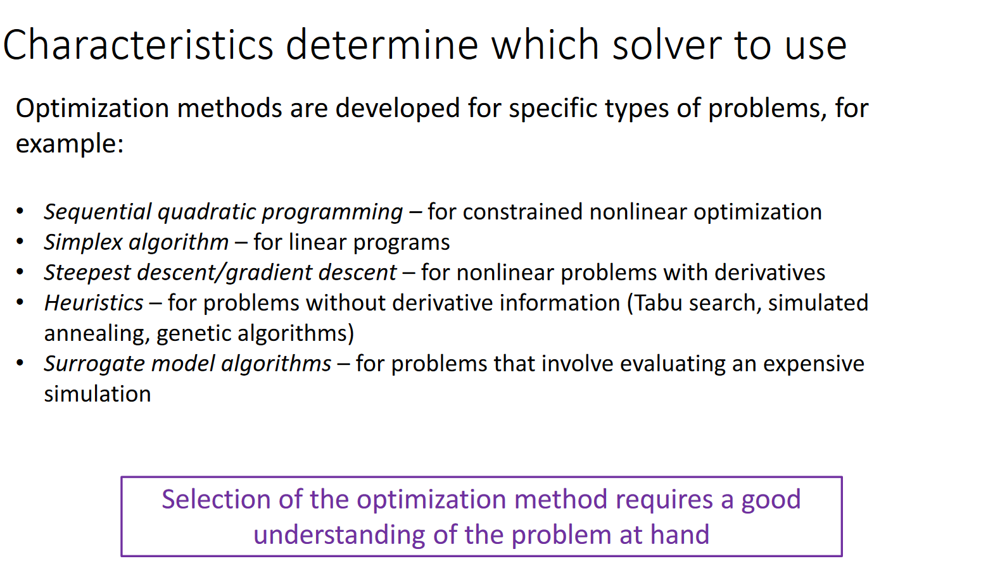 Characteristics determine which solver to use
Optimization methods are developed for specific types of problems, for
example:
• Sequential quadratic programming – for constrained nonlinear optimization
• Simplex algorithm – for linear programs
• Steepest descent/gradient descent – for nonlinear problems with derivatives
• Heuristics – for problems without derivative information (Tabu search, simulated
annealing, genetic algorithms)
• Surrogate model algorithms – for problems that involve evaluating an expensive
simulation
Selection of the optimization method requires a good
understanding of the problem at hand